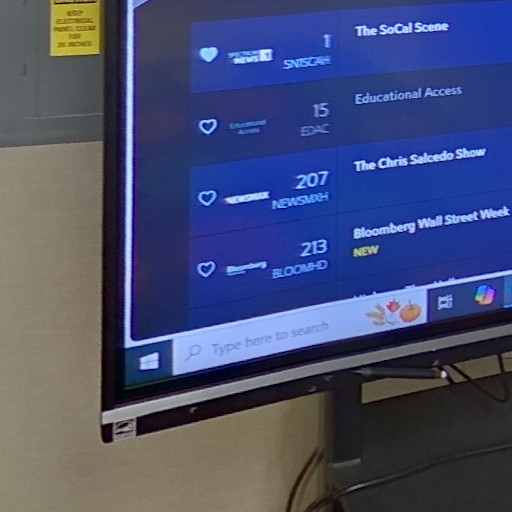 KEEP
ELECTRICAL
PANEL CLEAR
FOR
36 INCHES
1
The SoCal Scene
SPECTRUM
NEWS 1
SN1SCAH
15
Educational Access
Educational
Access
EDAC
207
The Chris Salcedo Show
NEWSMAX
NEWSMXH
213
Bloomberg Wall Street Week
Bloomberg
BLOOMHD
NEW
Type here to search